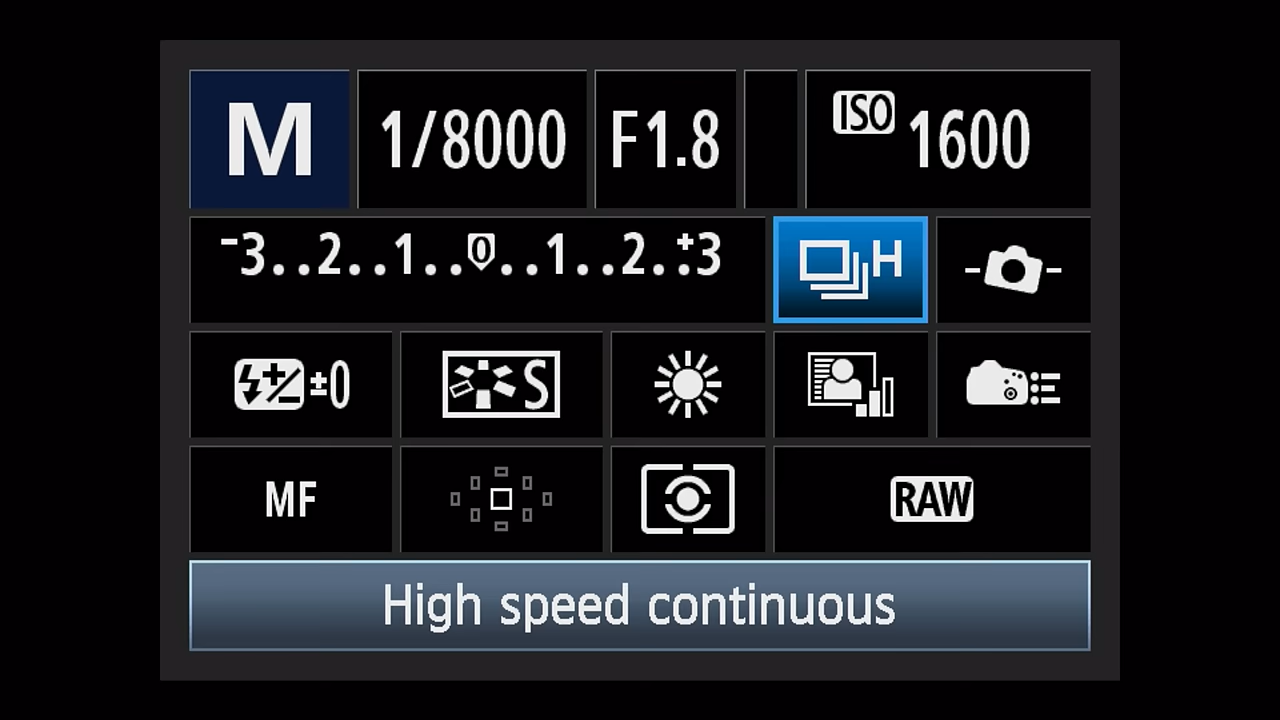 M 1/8000 F1.8 ISO 1600
-3..2..1..0..1..2..+3 H
±0 S
MF RAW
High speed continuous